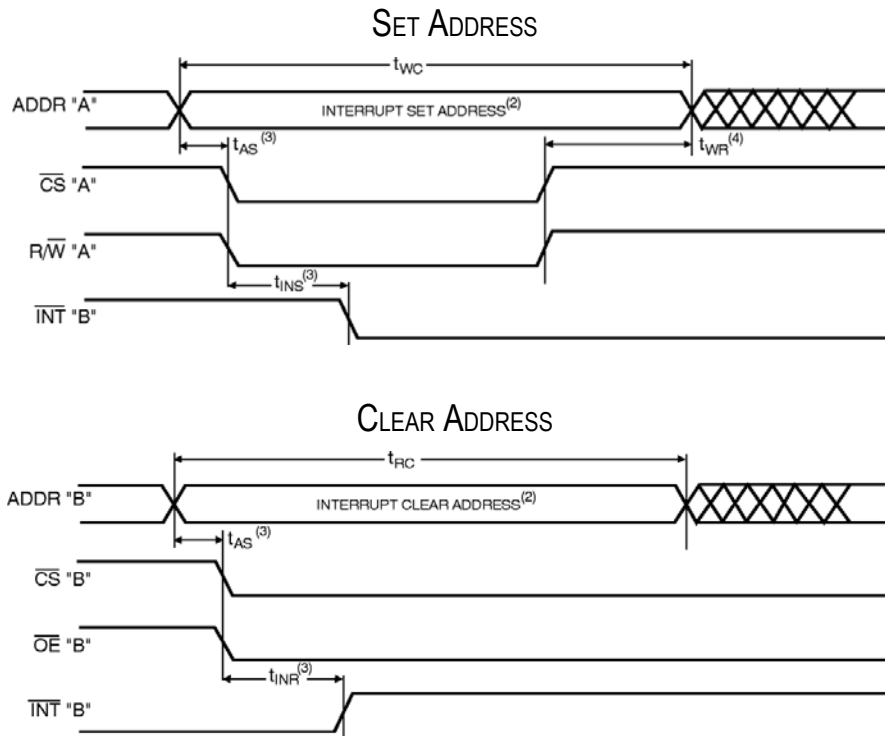 SET ADDRESS
tWC
ADDR "A"
INTERRUPT SET ADDRESS(2)
tAS(3)
tWR(4)
CS "A"
R/W "A"
tINS(3)
INT "B"
CLEAR ADDRESS
tRC
ADDR "B"
INTERRUPT CLEAR ADDRESS(2)
tAS(3)
CS "B"
OE "B"
tINR(3)
INT "B"